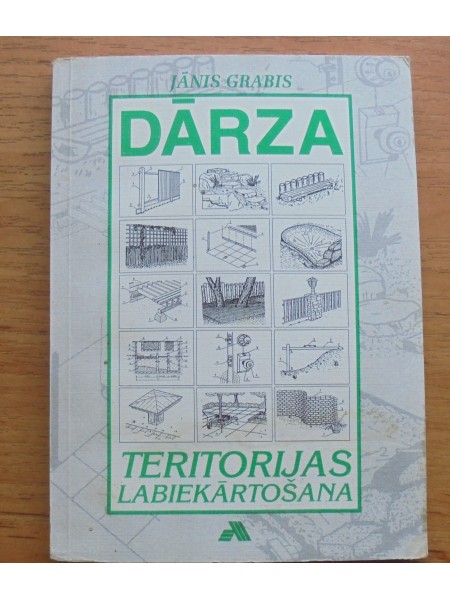 JĀNIS GRABIS
DĀRZA
TERITORIJAS
LABIEKĀRTOŠANA